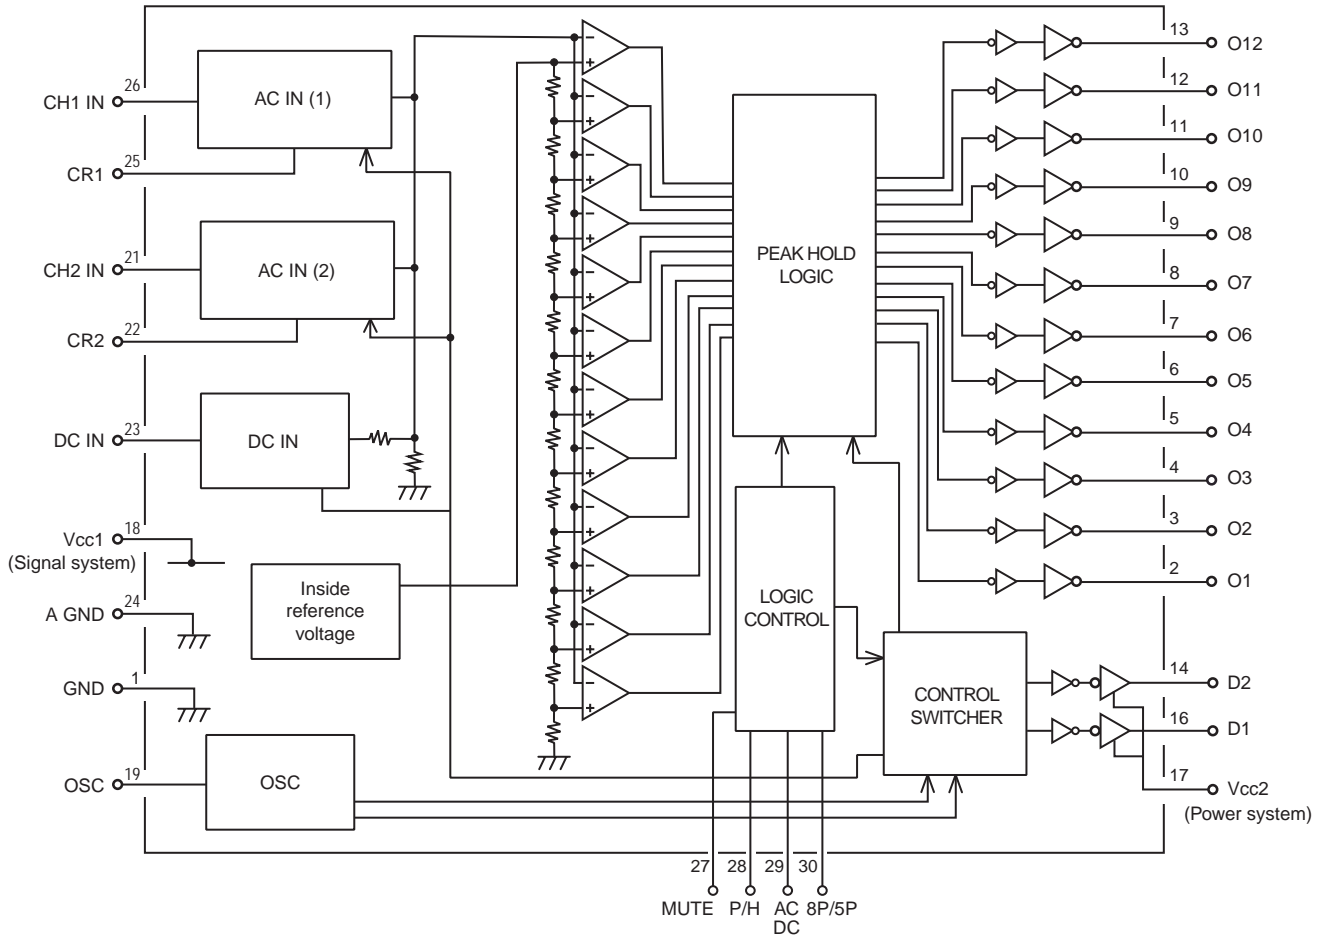 13
O12
12
O11
11
O10
10
O9
9
O8
8
O7
7
O6
6
O5
5
O4
4
O3
3
O2
2
O1
14
D2
16
D1
17
Vcc2
(Power system)
26
CH1 IN
AC IN (1)
25
CR1
21
CH2 IN
AC IN (2)
22
CR2
23
DC IN
DC IN
18
Vcc1
(Signal system)
24
A GND
1
GND
19
OSC
OSC
Inside
reference
voltage
−
+
−
+
−
+
−
+
−
+
−
+
−
+
−
+
−
+
−
+
−
+
−
+
PEAK HOLD
LOGIC
LOGIC
CONTROL
CONTROL
SWITCHER
27
28
29
30
MUTE
P/H
AC
DC
8P/5P